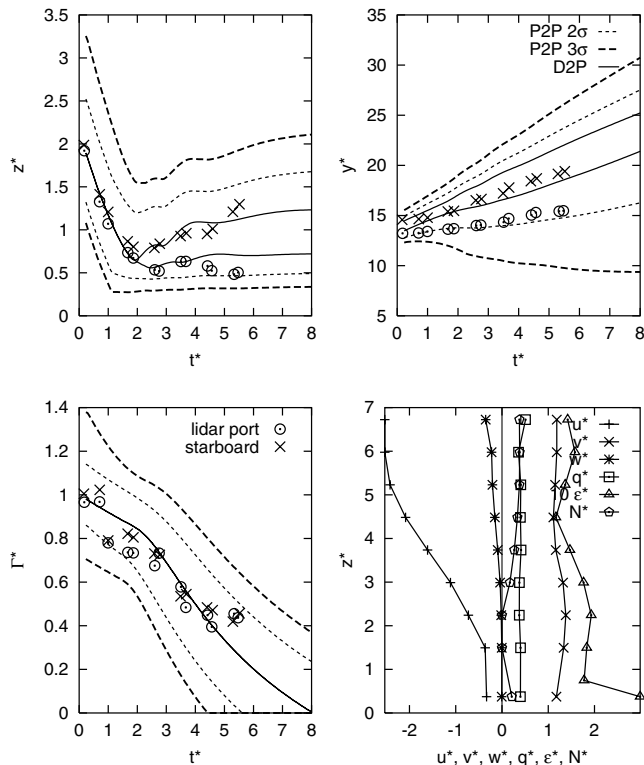 3.5
3
2.5
2
1.5
1
0.5
0
z*
0 1 2 3 4 5 6 7 8
t*
P2P 2σ
P2P 3σ
D2P
35
30
25
20
15
10
5
y*
0 1 2 3 4 5 6 7 8
t*
1.4
1.2
1
0.8
0.6
0.4
0.2
0
Γ*
lidar port
starboard
0 1 2 3 4 5 6 7 8
t*
7
6
5
4
3
2
1
0
z*
u*
v*
w*
q*
0 ε*
N*
-2 -1 0 1 2 3
u*, v*, w*, q*, ε*, N*